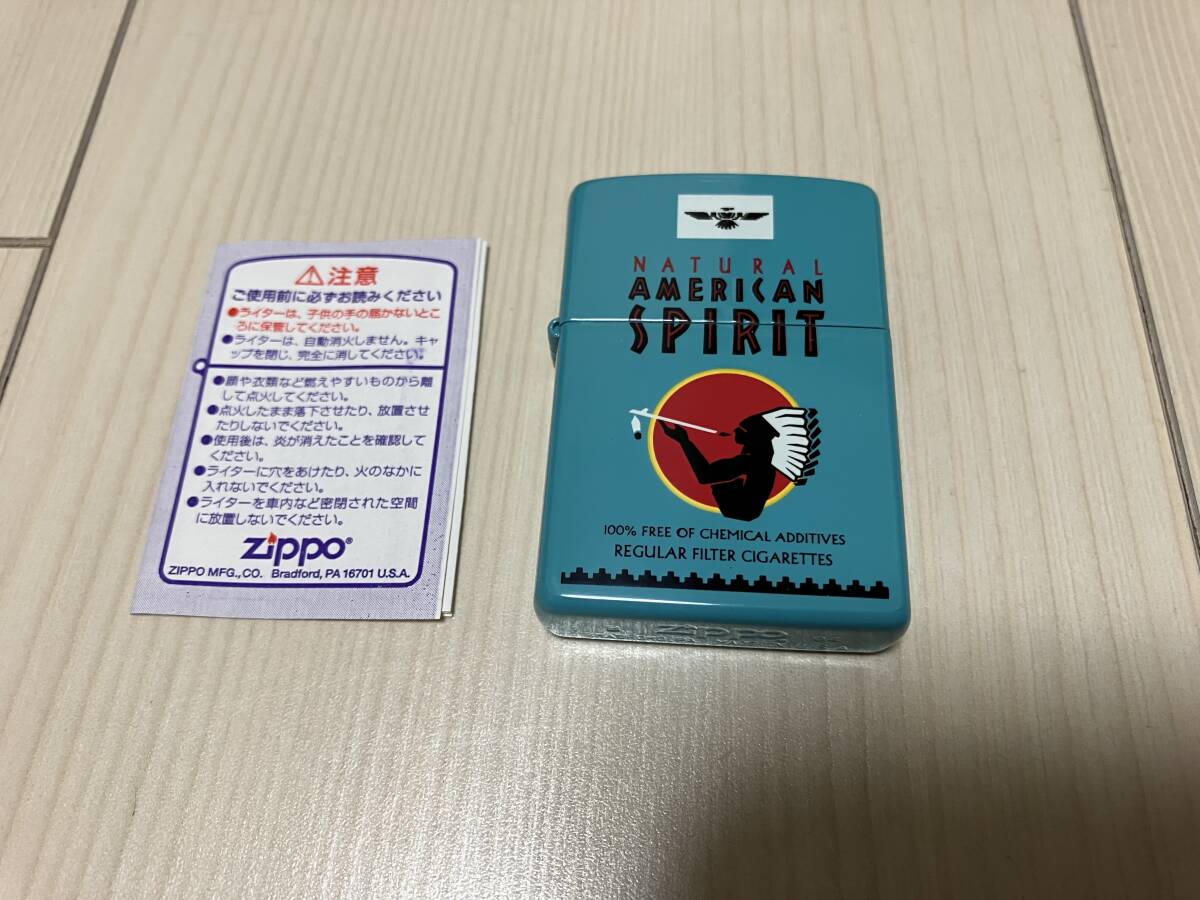 注意
ご使用前に必ずお読みください
●ライターは、子供の手の届かないとこ
ろに保管してください。
●ライターは、自動消火しません。キャ
ップを閉じ、完全に消してください。
●顔や衣類など燃えやすいものから離
して点火してください。
●点火したまま落下させたり、放置させ
たりしないでください。
●使用後は、炎が消えたことを確認して
ください。
●ライターに穴をあけたり、火のなかに
入れないでください。
●ライターを車内など密閉された空間
に放置しないでください。
Zippo®
ZIPPO MFG.,CO. Bradford, PA 16701 U.S.A.
NATURAL
AMERICAN
SPIRIT
100% FREE OF CHEMICAL ADDITIVES
REGULAR FILTER CIGARETTES
Zippo